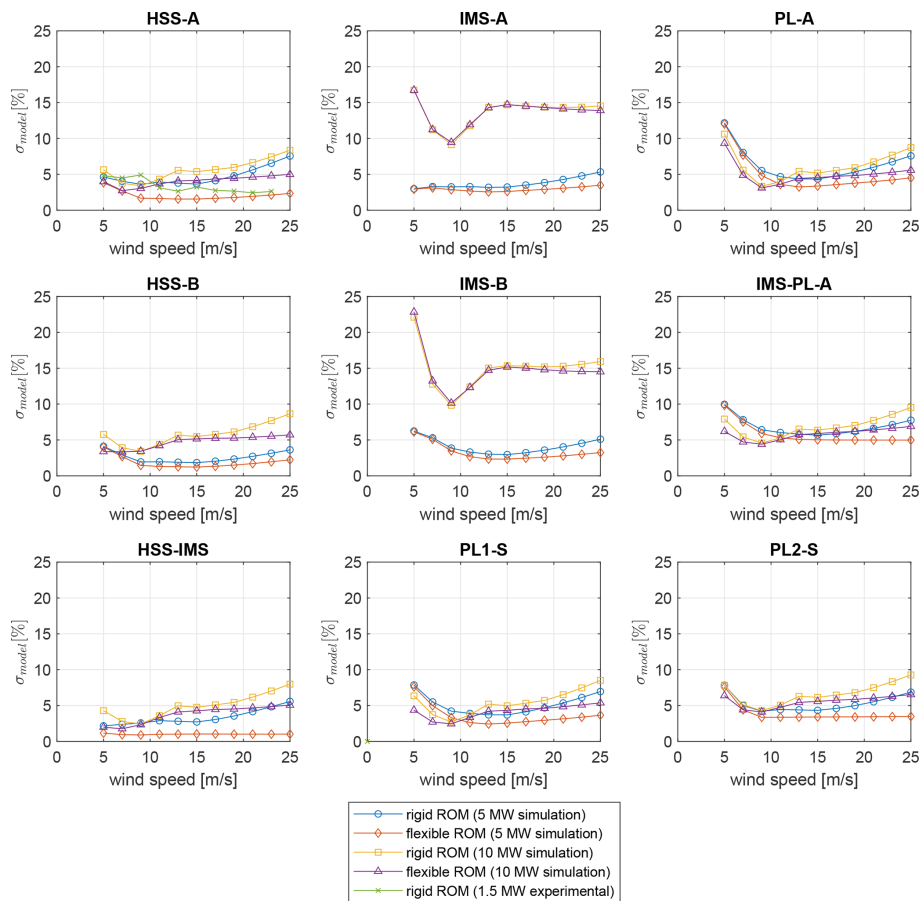 HSS-A IMS-A PL-A
25 25 25
20 20 20
15 15 15
10 10 10
5 5 5
0 0 0
σmodel[%] σmodel[%] σmodel[%]
0 5 10 15 20 25 0 5 10 15 20 25 0 5 10 15 20 25
wind speed [m/s] wind speed [m/s] wind speed [m/s]
HSS-B IMS-B IMS-PL-A
25 25 25
20 20 20
15 15 15
10 10 10
5 5 5
0 0 0
σmodel[%] σmodel[%] σmodel[%]
0 5 10 15 20 25 0 5 10 15 20 25 0 5 10 15 20 25
wind speed [m/s] wind speed [m/s] wind speed [m/s]
HSS-IMS PL1-S PL2-S
25 25 25
20 20 20
15 15 15
10 10 10
5 5 5
0 0 0
σmodel[%] σmodel[%] σmodel[%]
0 5 10 15 20 25 0 5 10 15 20 25 0 5 10 15 20 25
wind speed [m/s] wind speed [m/s] wind speed [m/s]
rigid ROM (5 MW simulation)
flexible ROM (5 MW simulation)
rigid ROM (10 MW simulation)
flexible ROM (10 MW simulation)
rigid ROM (1.5 MW experimental)